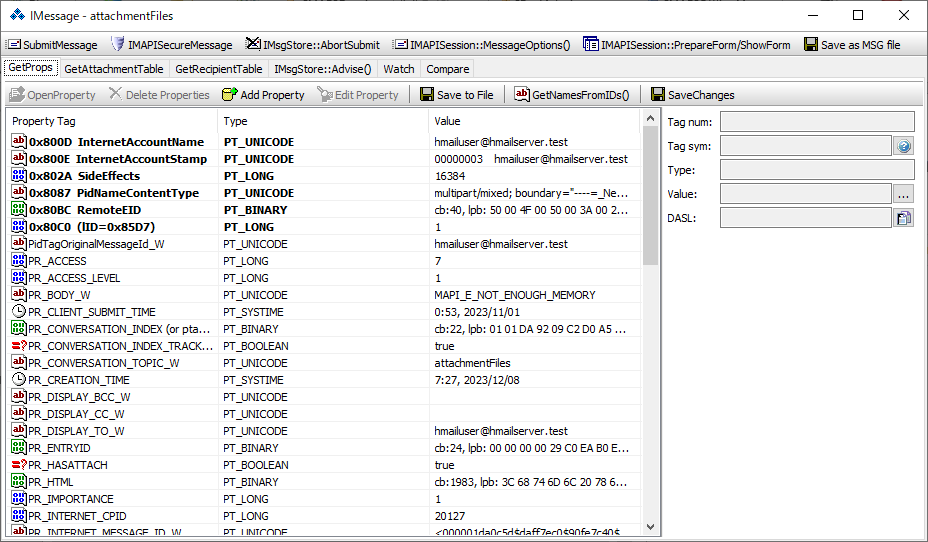 IMessage - attachmentFiles
SubmitMessage IMAPISecureMessage IMsgStore::AbortSubmit IMAPISession::MessageOptions() IMAPISession::PrepareForm/ShowForm Save as MSG file
GetProps GetAttachmentTable GetRecipientTable IMsgStore::Advise() Watch Compare
OpenProperty Delete Properties Add Property Edit Property Save to File GetNamesFromIDs() SaveChanges
Property Tag Type Value
0x800D InternetAccountName PT_UNICODE hmailuser@hmailserver.test
0x800E InternetAccountStamp PT_UNICODE 00000003 hmailuser@hmailserver.test
0x802A SideEffects PT_LONG 16384
0x8087 PidNameContentType PT_UNICODE multipart/mixed; boundary="----=_Ne...
0x80BC RemoteEID PT_BINARY cb:40, lpb: 50 00 4F 00 50 00 3A 00 2...
0x80C0 (lID=0x85D7) PT_LONG 1
PidTagOriginalMessageId_W PT_UNICODE hmailuser@hmailserver.test
PR_ACCESS PT_LONG 7
PR_ACCESS_LEVEL PT_LONG 1
PR_BODY_W PT_UNICODE MAPI_E_NOT_ENOUGH_MEMORY
PR_CLIENT_SUBMIT_TIME PT_SYSTIME 0:53, 2023/11/01
PR_CONVERSATION_INDEX (or pta... PT_BINARY cb:22, lpb: 01 01 DA 92 09 C2 D0 A5 ...
PR_CONVERSATION_INDEX_TRACK... PT_BOOLEAN true
PR_CONVERSATION_TOPIC_W PT_UNICODE attachmentFiles
PR_CREATION_TIME PT_SYSTIME 7:27, 2023/12/08
PR_DISPLAY_BCC_W PT_UNICODE
PR_DISPLAY_CC_W PT_UNICODE
PR_DISPLAY_TO_W PT_UNICODE hmailuser@hmailserver.test
PR_ENTRYID PT_BINARY cb:24, lpb: 00 00 00 00 29 C0 EA B0 E...
PR_HASATTACH PT_BOOLEAN true
PR_HTML PT_BINARY cb:1983, lpb: 3C 68 74 6D 6C 20 78 6...
PR_IMPORTANCE PT_LONG 1
PR_INTERNET_CPID PT_LONG 20127
PR_INTERNET_MESSAGE_ID_W PT_UNICODE <000001da0c5d$daff7ec0$90fe7c40$
Tag num:
Tag sym:
Type:
Value: ...
DASL: